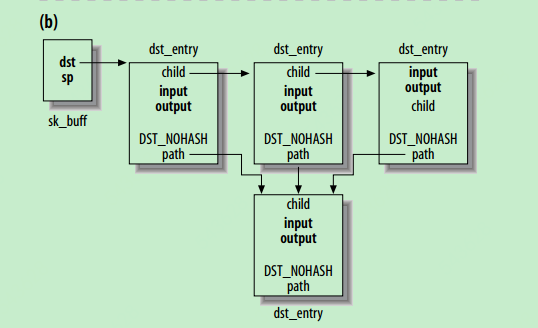 (b)
dst
sp
sk_buff
dst_entry
child
input
output
DST_NOHASH
path
dst_entry
child
input
output
DST_NOHASH
path
dst_entry
input
output
child
DST_NOHASH
path
child
input
output
DST_NOHASH
path
dst_entry